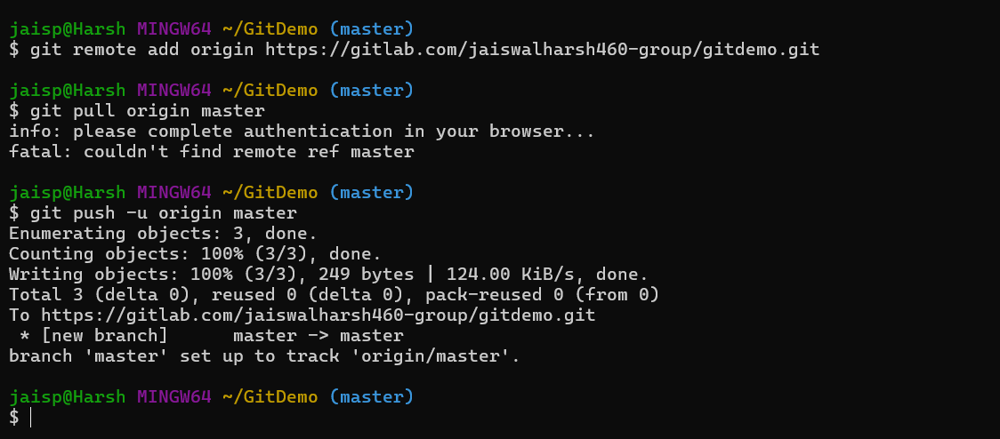 jaisp@Harsh MINGW64 ~/GitDemo (master)
$ git remote add origin https://gitlab.com/jaiswalharsh460-group/gitdemo.git
jaisp@Harsh MINGW64 ~/GitDemo (master)
$ git pull origin master
info: please complete authentication in your browser...
fatal: couldn't find remote ref master
jaisp@Harsh MINGW64 ~/GitDemo (master)
$ git push -u origin master
Enumerating objects: 3, done.
Counting objects: 100% (3/3), done.
Writing objects: 100% (3/3), 249 bytes | 124.00 KiB/s, done.
Total 3 (delta 0), reused 0 (delta 0), pack-reused 0 (from 0)
To https://gitlab.com/jaiswalharsh460-group/gitdemo.git
 * [new branch]      master -> master
branch 'master' set up to track 'origin/master'.
jaisp@Harsh MINGW64 ~/GitDemo (master)
$